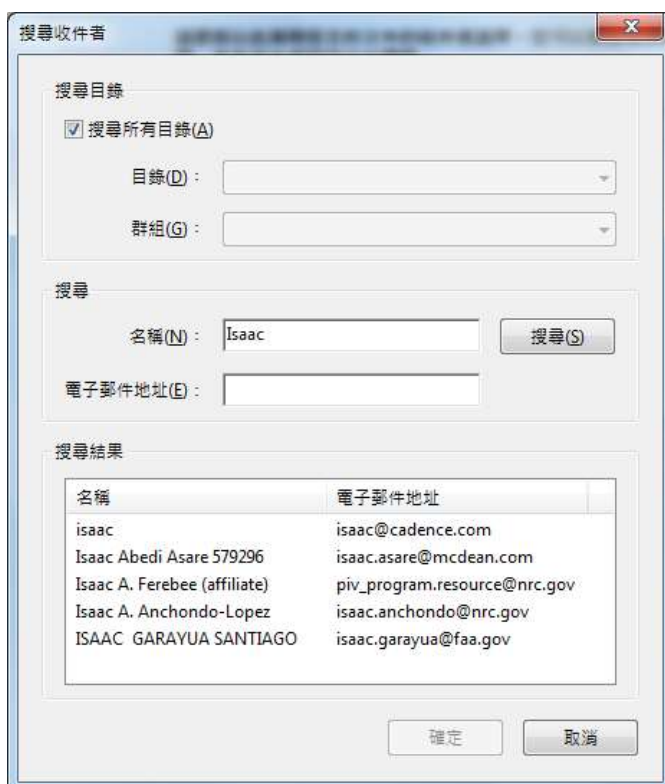 搜尋收件者
搜尋目錄
搜尋所有目錄(A)
目錄(D)：
群組(G)：
搜尋
名稱(N)： Isaac 搜尋(S)
電子郵件地址(E)：
搜尋結果
名稱 電子郵件地址
isaac isaac@cadence.com
Isaac Abedi Asare 579296 isaac.asare@mcdean.com
Isaac A. Ferebee (affiliate) piv_program.resource@nrc.gov
Isaac A. Anchondo-Lopez isaac.anchondo@nrc.gov
ISAAC GARAYUA SANTIAGO isaac.garayua@faa.gov
確定 取消